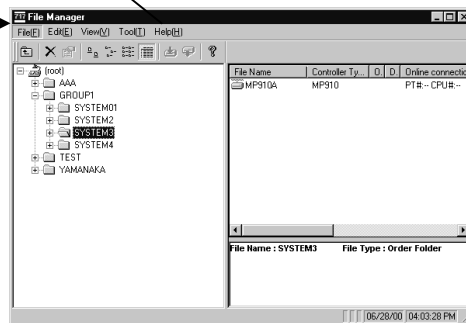 File Manager
File[F] Edit[E] View[V] Tool[T] Help[H]
(root)
AAA
GROUP1
SYSTEM01
SYSTEM2
SYSTEM3
SYSTEM4
TEST
YAMANAKA
File Name Controller Ty... O. D. Online connectio
MP910A MP910 PT#:-- CPU#:--
File Name : SYSTEM3 File Type : Order Folder
06/28/00 04:03:28 PM